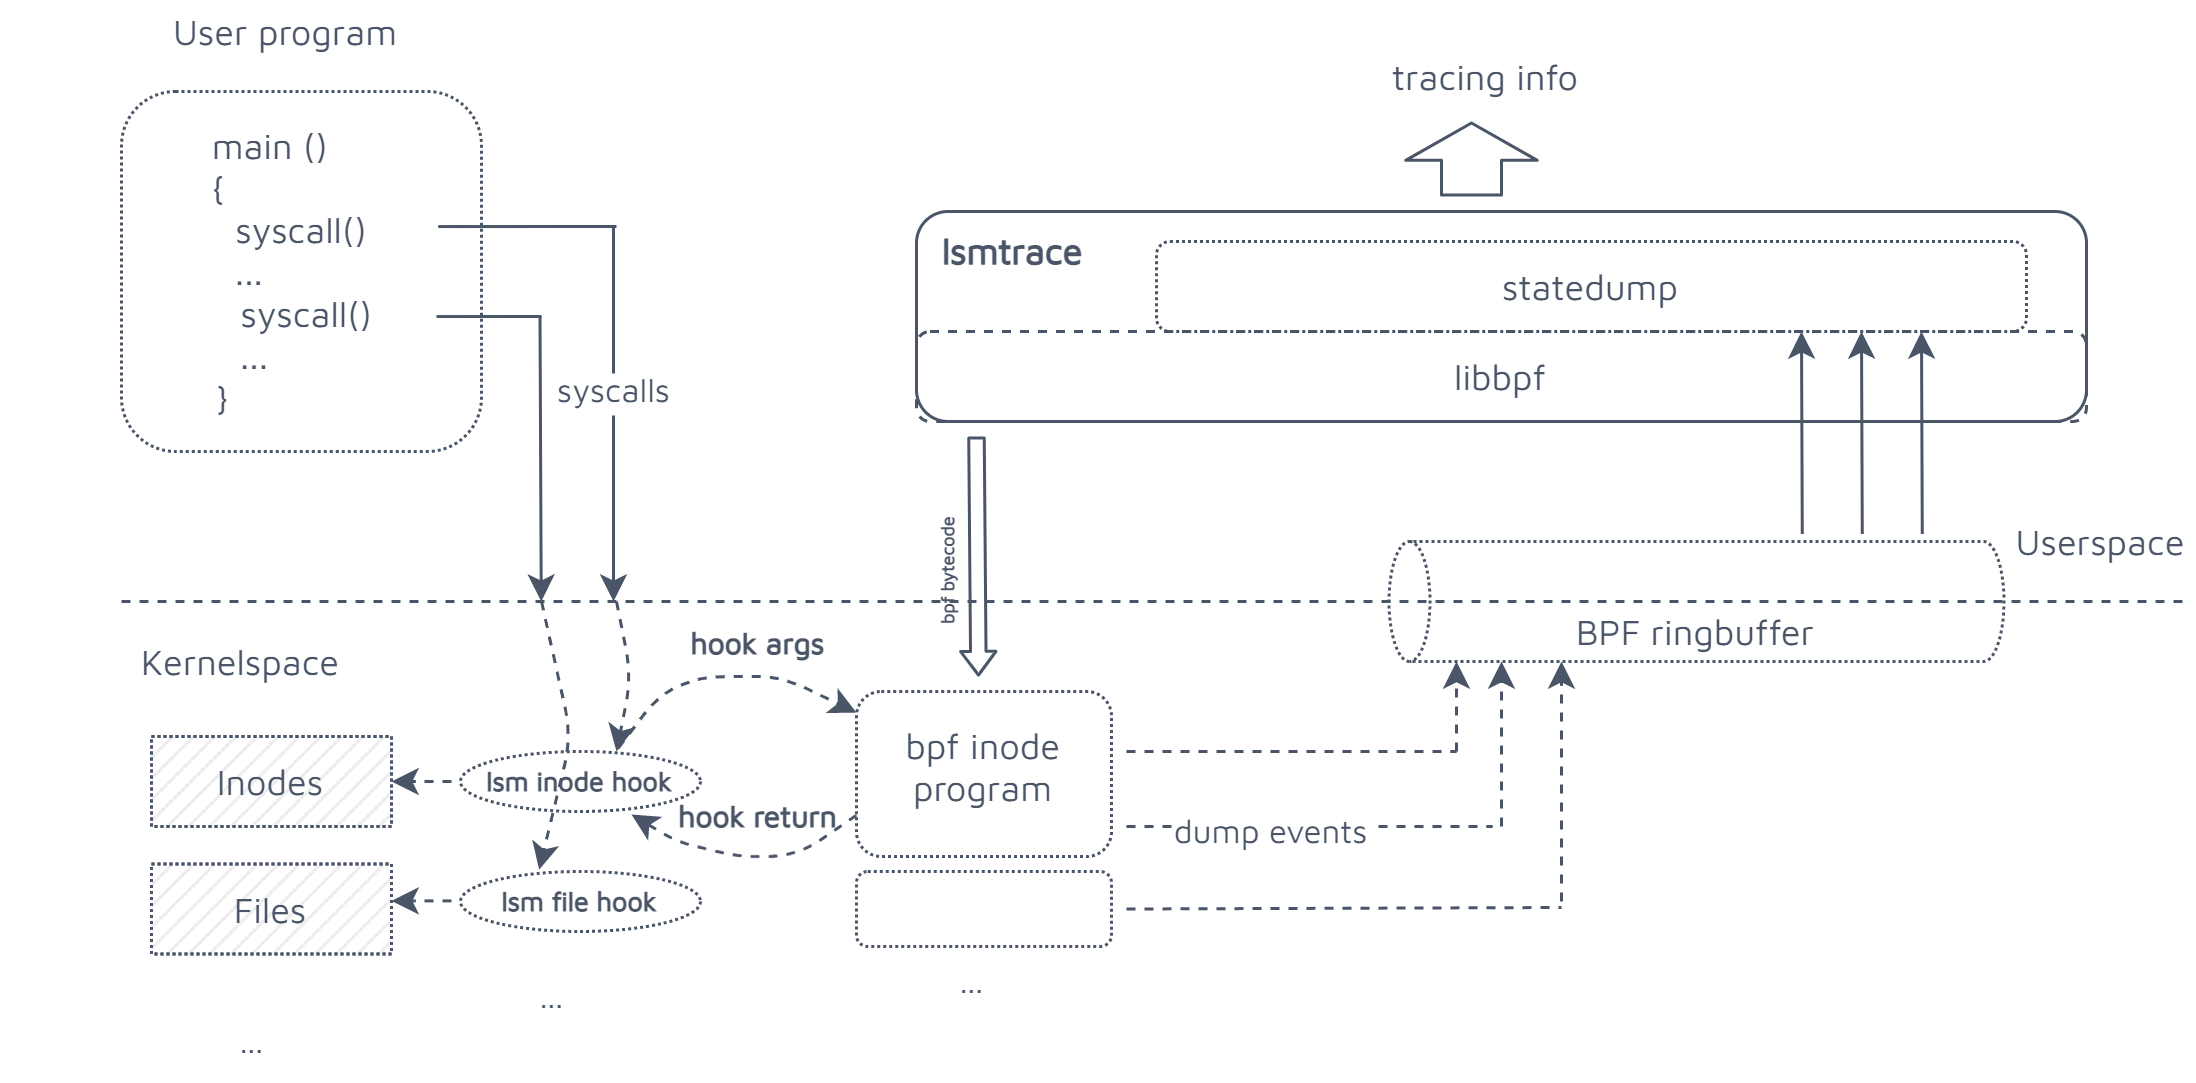 User program
main ()
{
syscall()
...
syscall()
...
}
syscalls
tracing info
lsmtrace
statedump
libbpf
bpf bytecode
Userspace
BPF ringbuffer
Kernelspace
hook args
bpf inode
program
Inodes
lsm inode hook
hook return
dump events
Files
lsm file hook
...
...
...